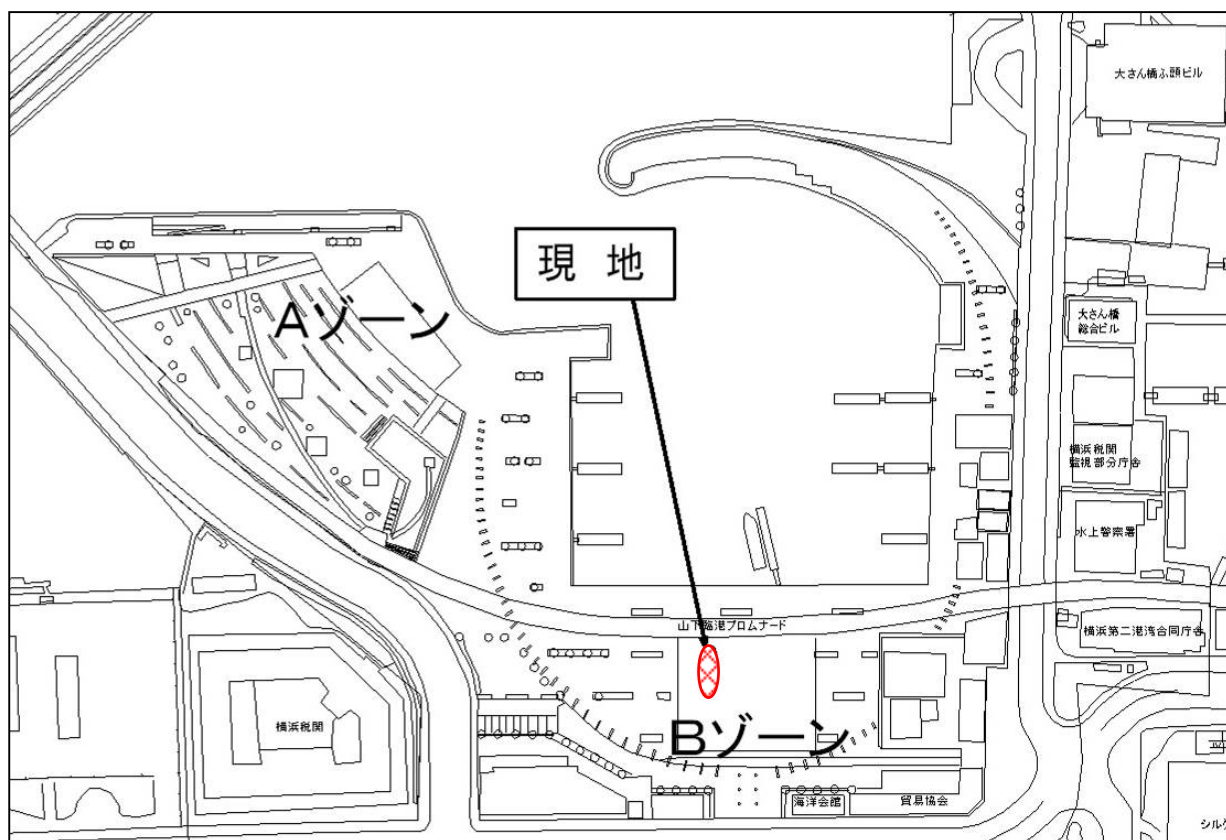 大さん橋ふ頭ビル
現 地
Aゾーン
大さん橋
総合ビル
横浜税関
監視部分庁舎
水上警察署
山下臨港プロムナード
横浜第二港湾合同庁舎
横浜税関
Bゾーン
海洋会館
貿易協会
シル